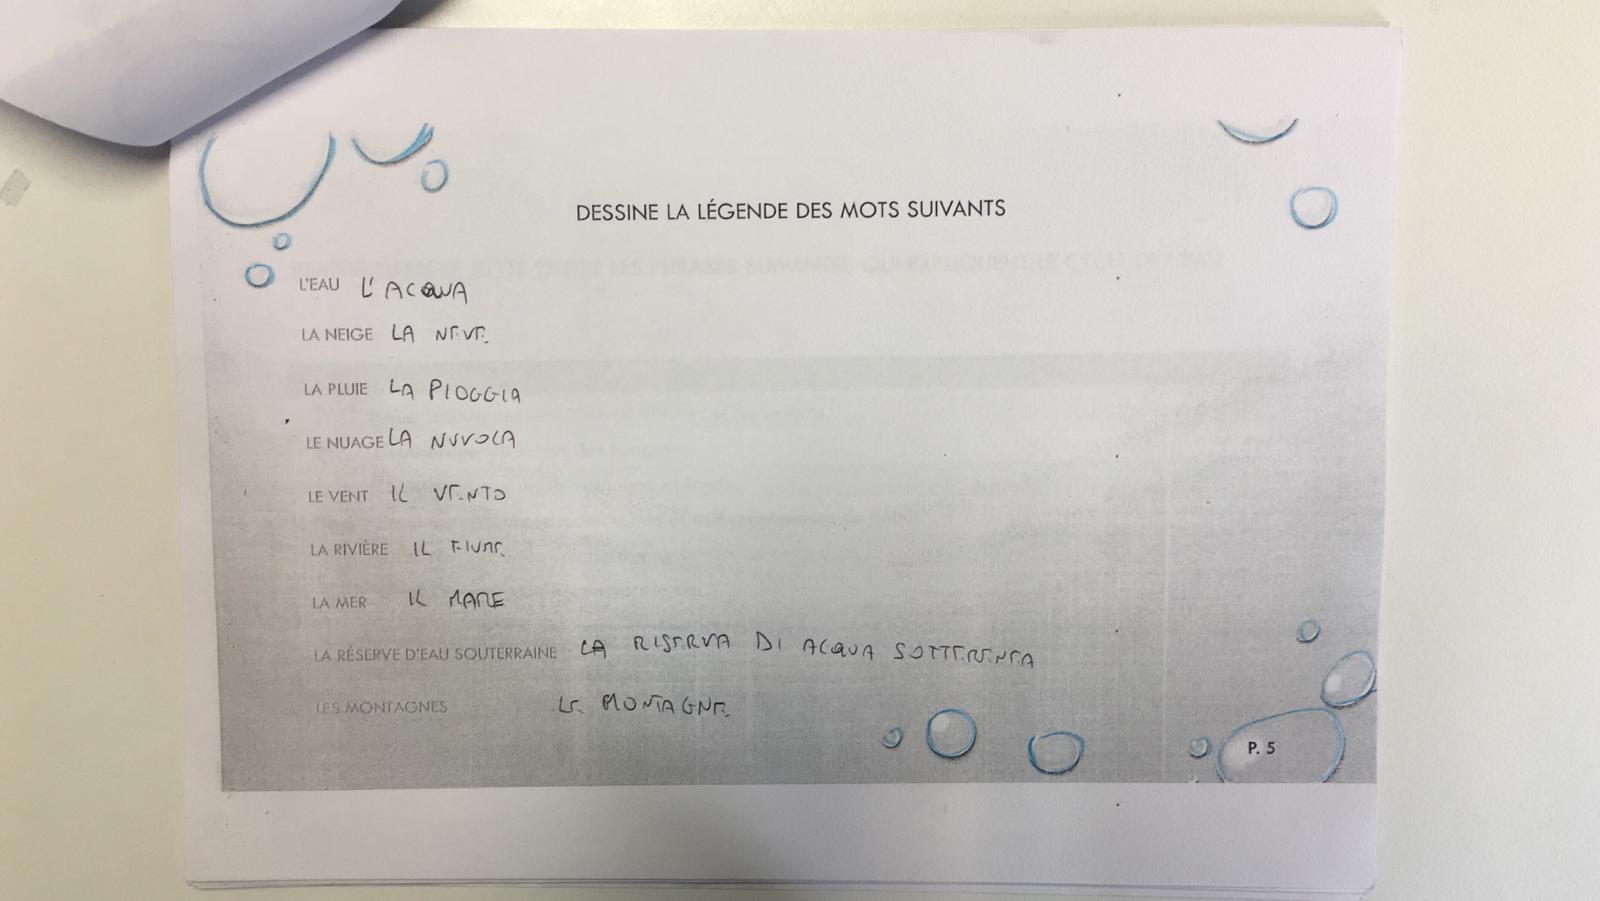 DESSINE LA LÉGENDE DES MOTS SUIVANTS
L'EAU L'ACQUA
LA NEIGE LA NEVE
LA PLUIE LA PIOGGIA
LE NUAGE LA NUVOLA
LE VENT IL VENTO
LA RIVIÈRE IL FIUME
LA MER IL MARE
LA RÉSERVE D'EAU SOUTERRAINE LA RISERVA DI ACQUA
LES MONTAGNES LE MONTAGNE
P. 5